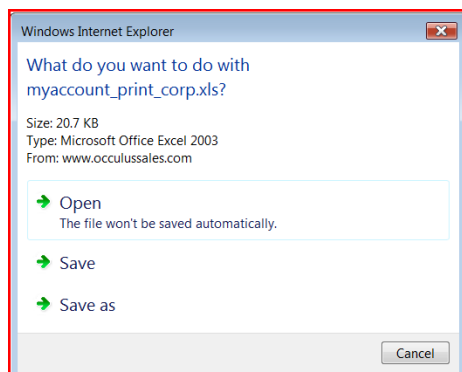 Windows Internet Explorer
What do you want to do with
myaccount_print_corp.xls?
Size: 20.7 KB
Type: Microsoft Office Excel 2003
From: www.occulussales.com
Open
The file won't be saved automatically.
Save
Save as
Cancel